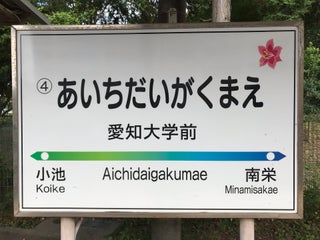 ④ あいちだいがくまえ
愛知大学前
小池 Aichidaigakumae 南栄
Koike Minamisakae